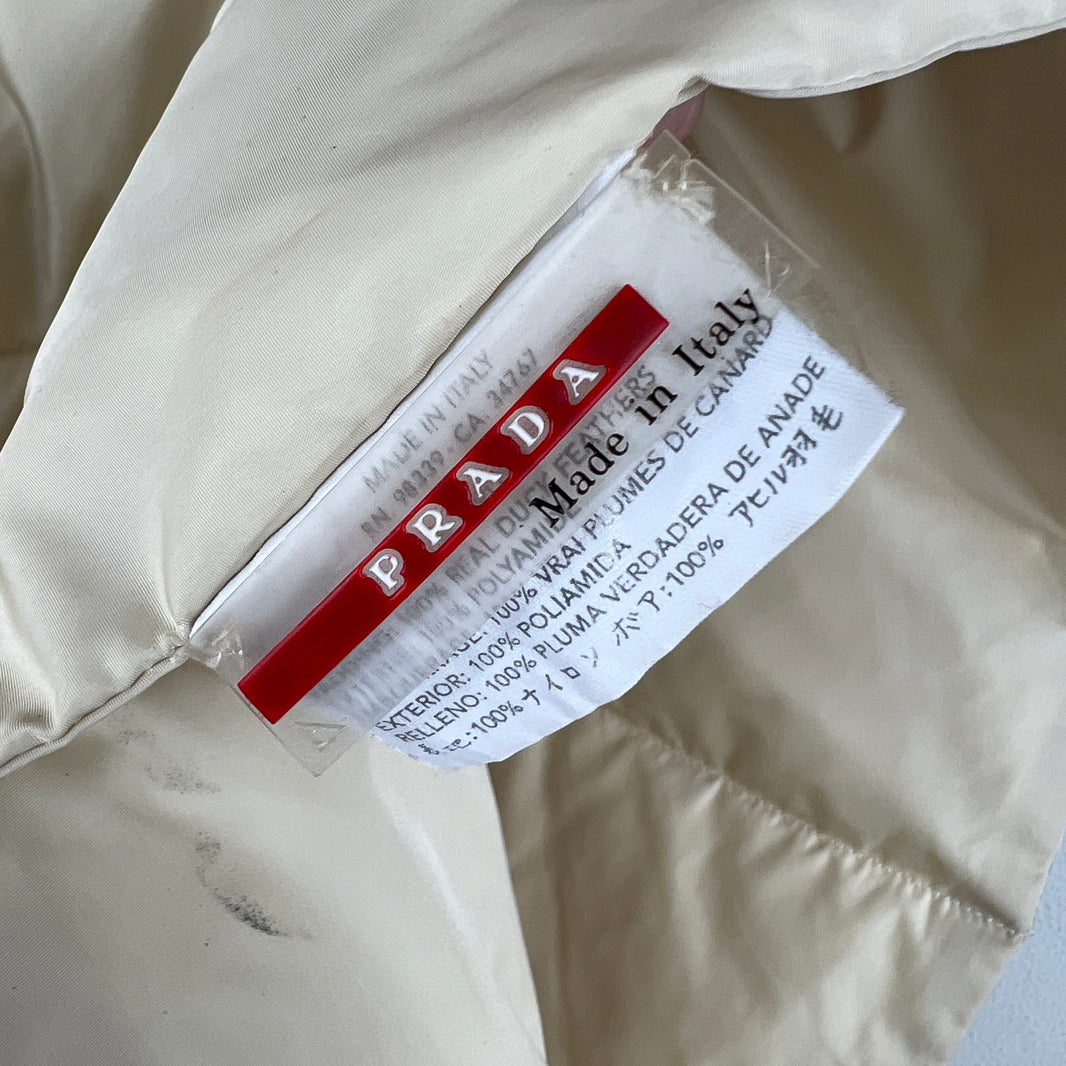 PRADA
Made in Italy
MADE IN ITALY
RN 98339 CA 34767
100% REAL DUCK FEATHERS
100% POLYAMIDE
100% VRAI PLUMES DE CANARD
EXTERIOR: 100% POLIAMIDA
RELLENO: 100% PLUMA VERDADERA DE ANADE
:100% ナイロン ボア:100% アヒル羽毛